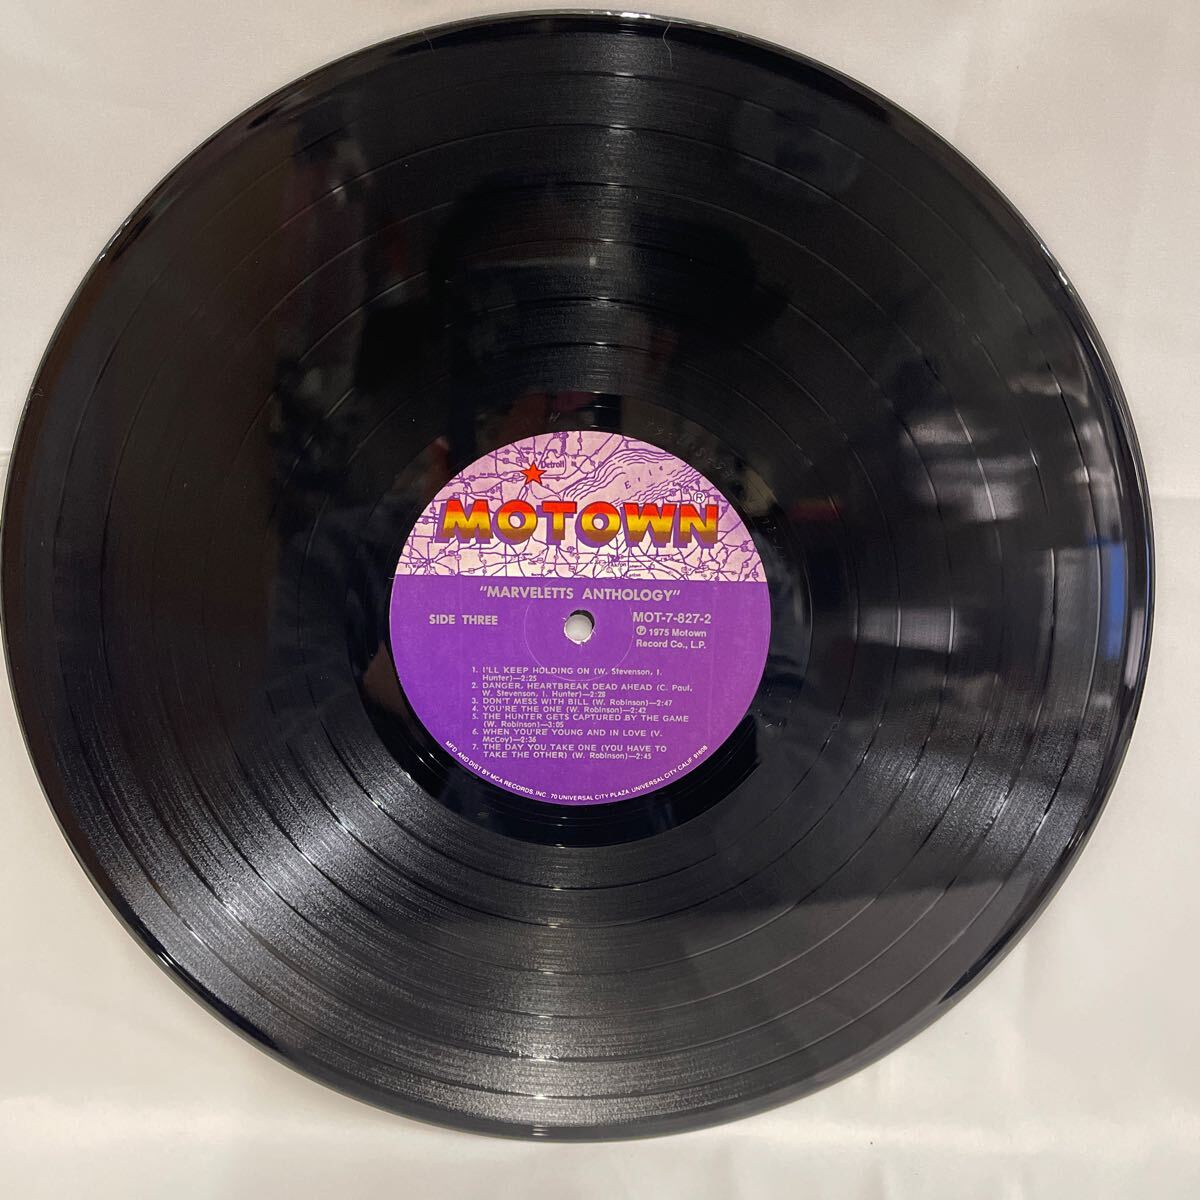 Detroit
Erie
MOTOWN®
"MARVELETTS ANTHOLOGY"
SIDE THREE
MOT-7-827-2
℗ 1975 Motown
Record Co., L.P.
1. I'LL KEEP HOLDING ON (W. Stevenson, I.
Hunter)—2:25
2. DANGER, HEARTBREAK DEAD AHEAD (C. Paul,
W. Stevenson, I. Hunter)—2:28
3. DON'T MESS WITH BILL (W. Robinson)—2:47
4. YOU'RE THE ONE (W. Robinson)—2:42
5. THE HUNTER GETS CAPTURED BY THE GAME
(W. Robinson)—3:05
6. WHEN YOU'RE YOUNG AND IN LOVE (V.
McCoy)—2:36
7. THE DAY YOU TAKE ONE (YOU HAVE TO
TAKE THE OTHER) (W. Robinson)—2:45
MFD. AND DIST BY MCA RECORDS, INC. 70 UNIVERSAL CITY PLAZA, UNIVERSAL CITY, CALIF. 91608